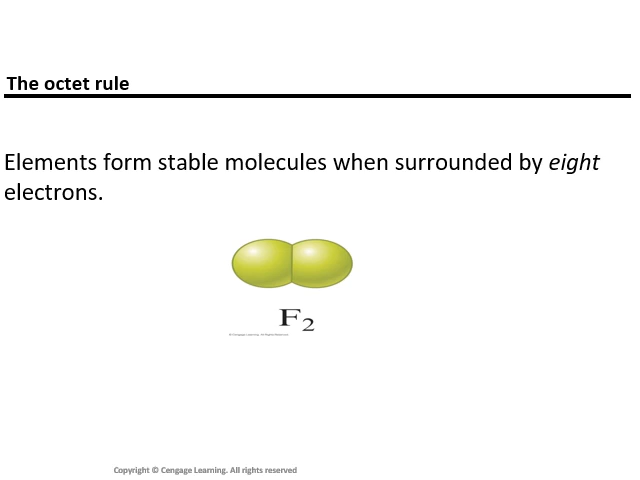 The octet rule
Elements form stable molecules when surrounded by eight
electrons.
F2
Copyright © Cengage Learning. All rights reserved